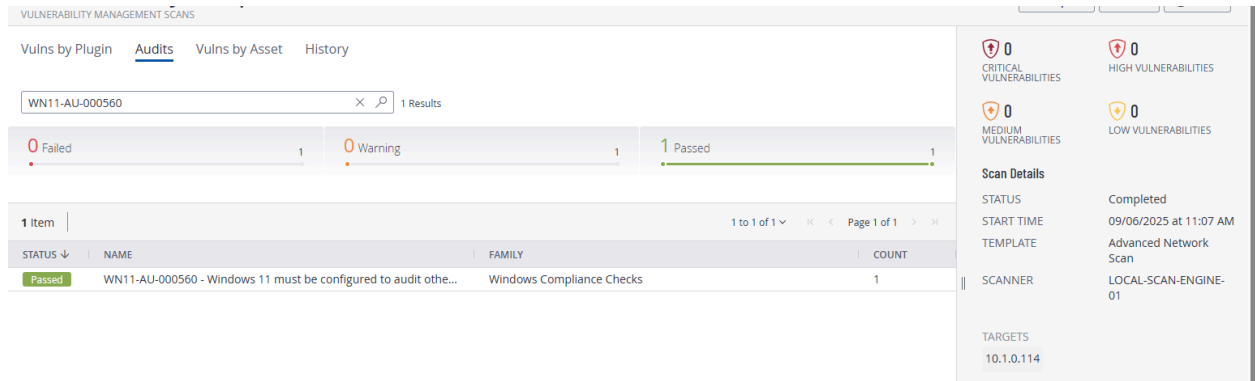 VULNERABILITY MANAGEMENT SCANS
Vulns by Plugin Audits Vulns by Asset History
WN11-AU-000560 1 Results
0 Failed 1
0 Warning 1
1 Passed 1
1 Item 1 to 1 of 1 Page 1 of 1
STATUS NAME FAMILY COUNT
Passed WN11-AU-000560 - Windows 11 must be configured to audit othe... Windows Compliance Checks 1
0 0
CRITICAL VULNERABILITIES HIGH VULNERABILITIES
0 0
MEDIUM VULNERABILITIES LOW VULNERABILITIES
Scan Details
STATUS Completed
START TIME 09/06/2025 at 11:07 AM
TEMPLATE Advanced Network
Scan
SCANNER LOCAL-SCAN-ENGINE-
01
TARGETS
10.1.0.114